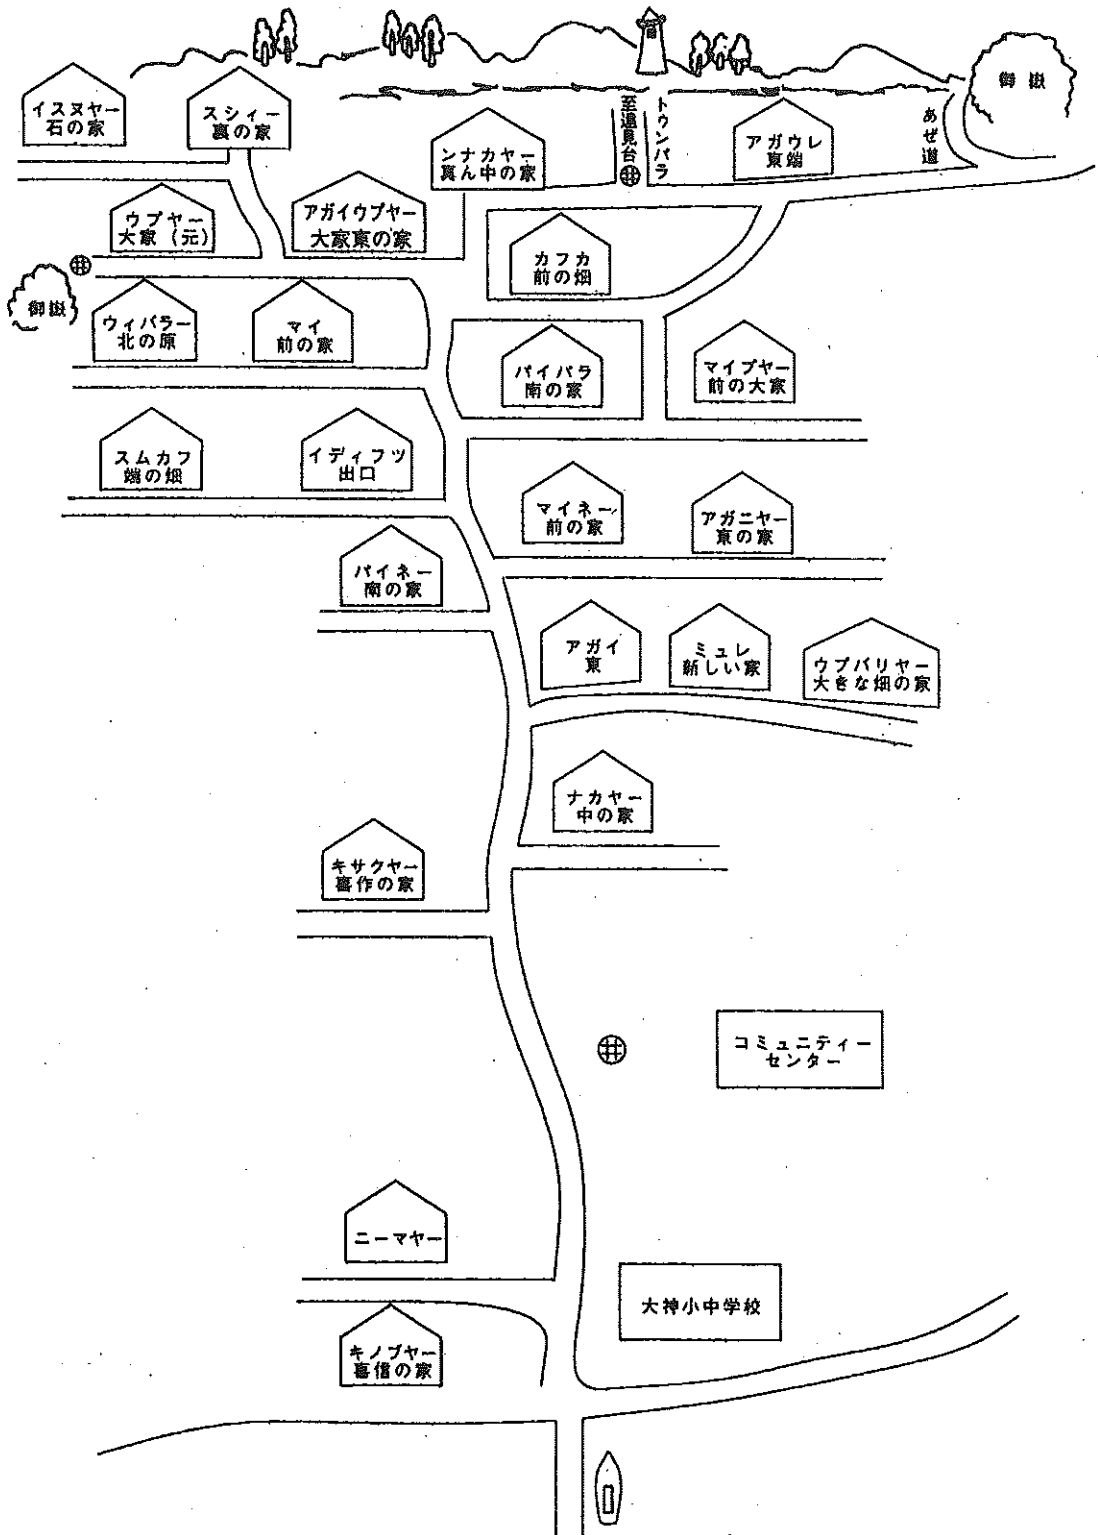 御嶽
イスヌヤー
石の家
スシィー
裏の家
ンナカヤー
真ん中の家
至遠見台
トゥンバラ
アガウレ
東端
あぜ道
ウプヤー
大家(元)
アガイウプヤー
大家東の家
カフカ
前の畑
御嶽
ウィバラー
北の原
マイ
前の家
パイパラ
南の家
マイプヤー
前の大家
スムカフ
端の畑
イディフツ
出口
マイネー
前の家
アガニヤー
東の家
パイネー
南の家
アガイ
東
ミュレ
新しい家
ウプバリヤー
大きな畑の家
ナカヤー
中の家
キサクヤー
喜作の家
コミュニティー
センター
ニーマヤー
大神小中学校
キノブヤー
喜信の家